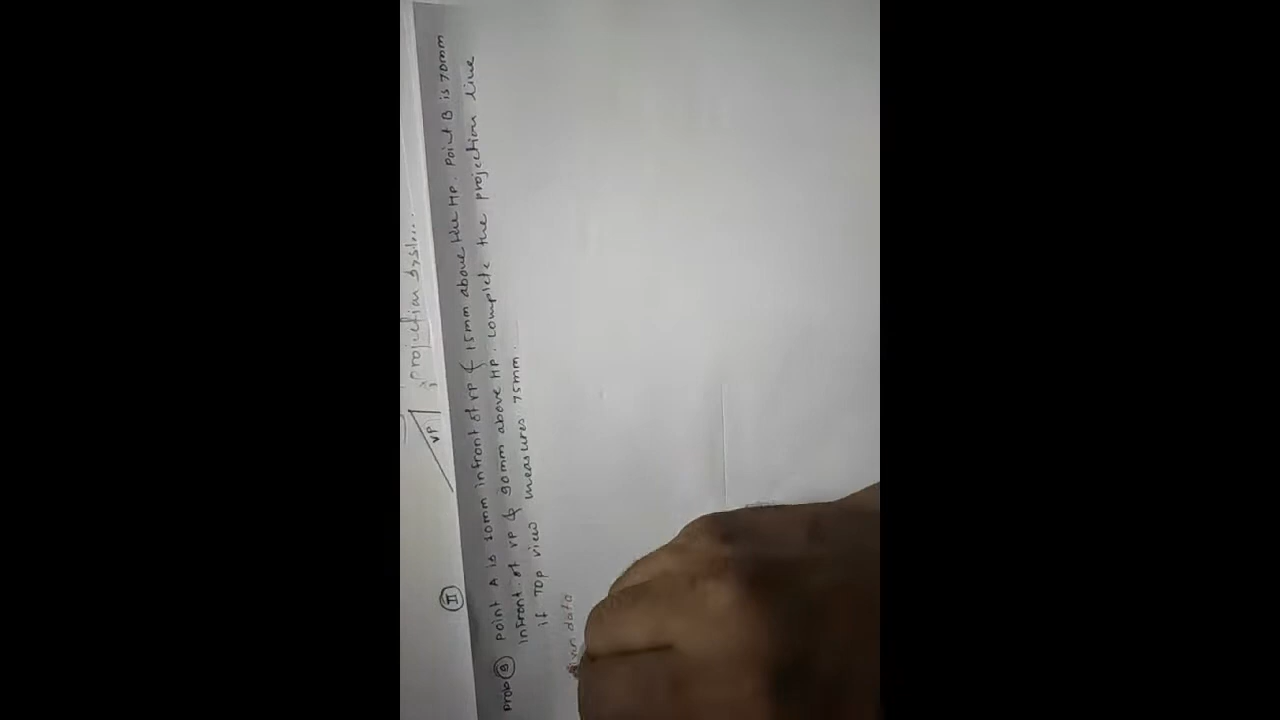 projection system...
VP
II
prob 9 point A is 10mm infront of VP & 15mm above the HP. Point B is 70mm
infront of VP & 90mm above HP. complete the projection line
if Top view measures 75mm.
data